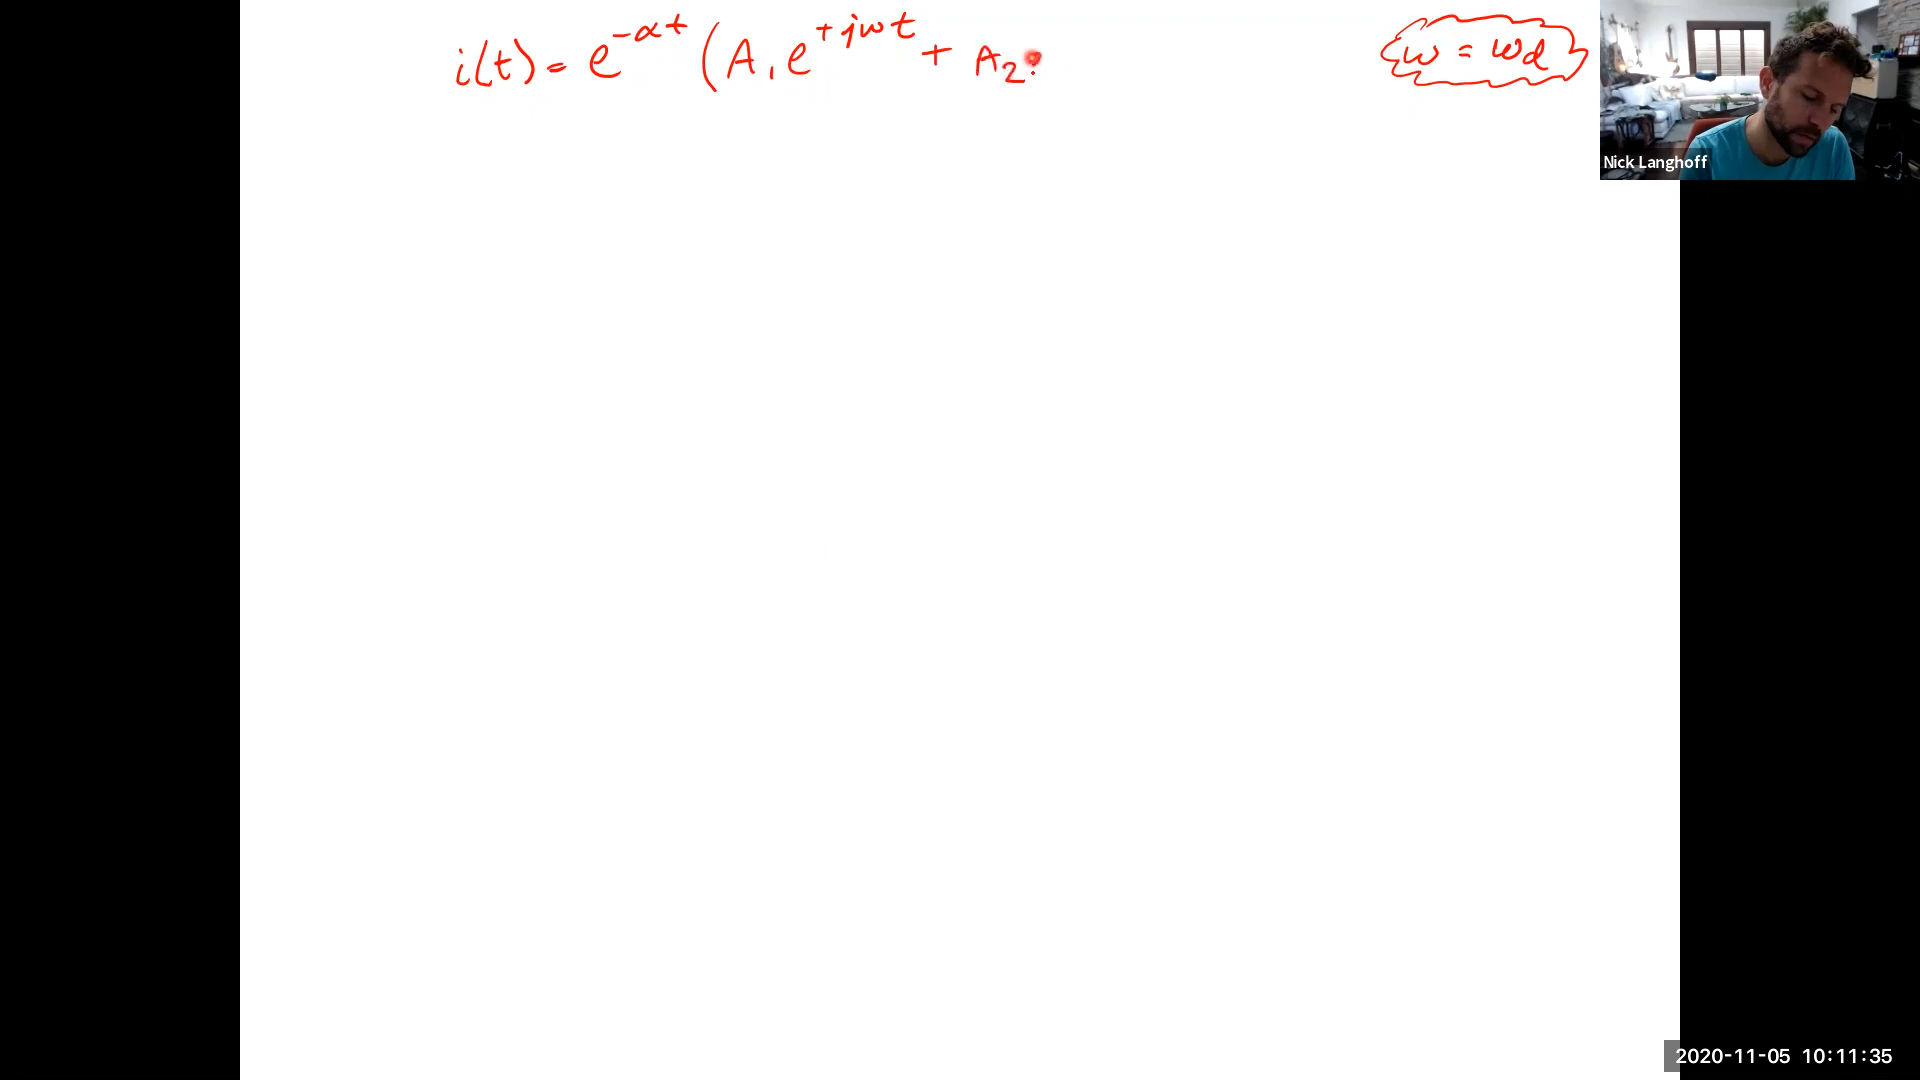 i(t) = e^{-αt} (A₁e^{+jωt} + A₂
ω = ωd
Nick Langhoff
2020-11-05 10:11:35